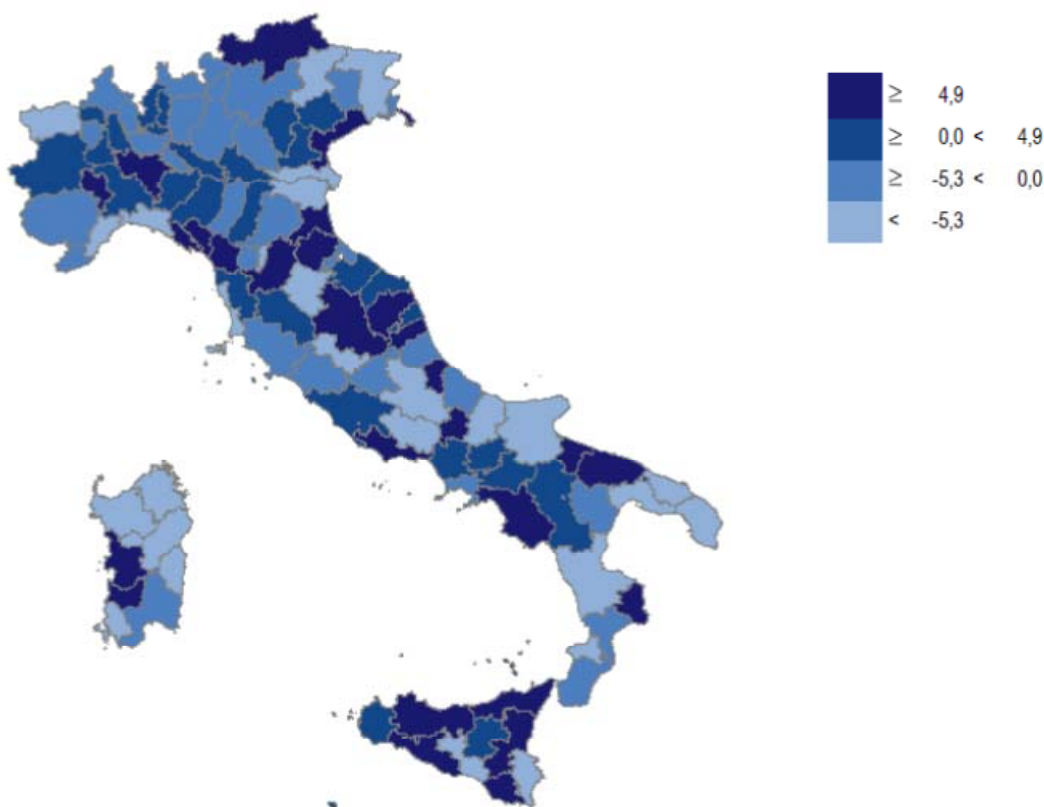 ≥ 4,9
≥ 0,0 < 4,9
≥ -5,3 < 0,0
< -5,3